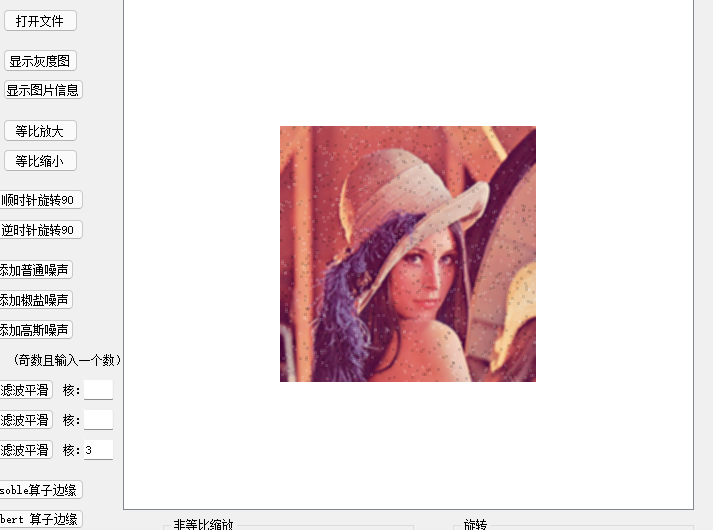 打开文件
显示灰度图
显示图片信息
等比放大
等比缩小
顺时针旋转90
逆时针旋转90
添加普通噪声
添加椒盐噪声
添加高斯噪声
(奇数且输入一个数)
滤波平滑 核:
滤波平滑 核:
滤波平滑 核: 3
soble算子边缘
bert 算子边缘
非等比缩放 旋转